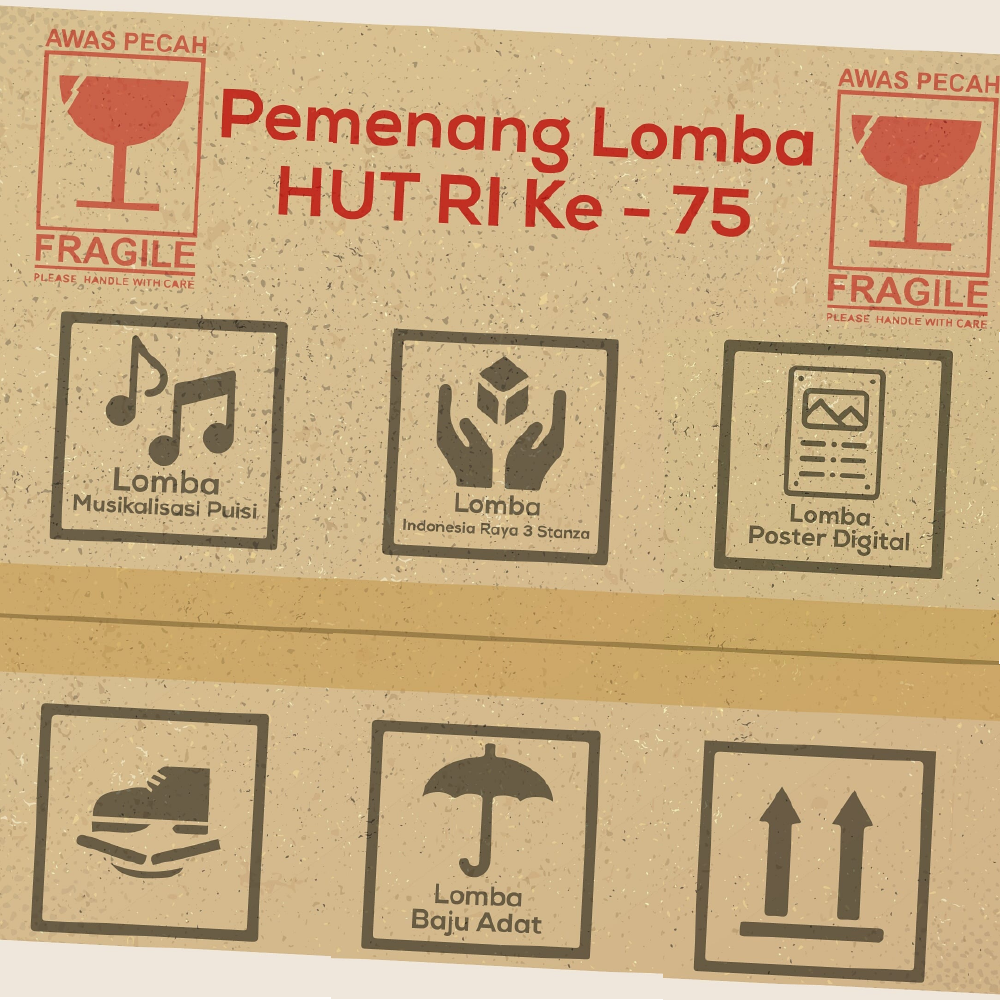 AWAS PECAH
FRAGILE
PLEASE HANDLE WITH CARE
Pemenang Lomba
HUT RI Ke - 75
AWAS PECAH
FRAGILE
PLEASE HANDLE WITH CARE
Lomba
Musikalisasi Puisi
Lomba
Indonesia Raya 3 Stanza
Lomba
Poster Digital
Lomba
Baju Adat